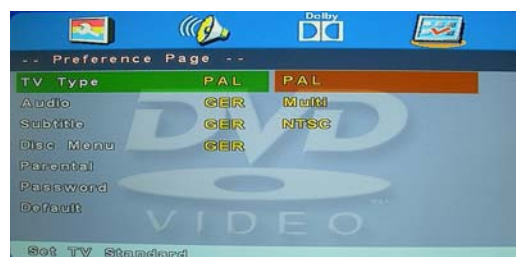 Dolby
-- Preference Page --
TV Type PAL PAL
Audio GER Multi
Subtitle GER NTSC
Disc Menu GER
Parental
Password
Default
DVD
VIDEO
Set TV Standard